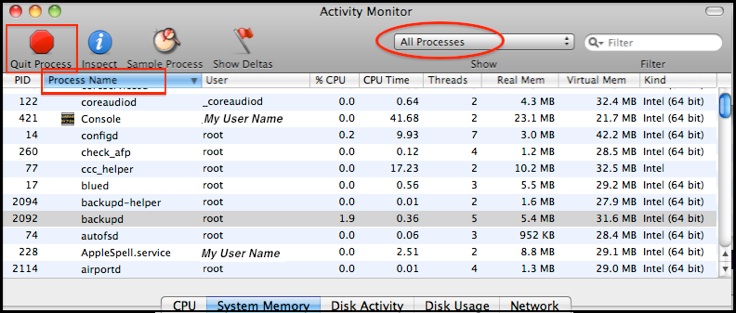 Activity Monitor
All Processes
Filter
Quit Process Inspect Sample Process Show Deltas Show Filter
PID Process Name User % CPU CPU Time Threads Real Mem Virtual Mem Kind
122 coreaudiod _coreaudiod 0.0 0.64 2 4.3 MB 32.4 MB Intel (64 bit)
421 Console My User Name 0.0 41.68 2 23.1 MB 21.7 MB Intel (64 bit)
14 configd root 0.2 9.93 7 3.0 MB 42.2 MB Intel (64 bit)
260 check_afp root 0.0 0.12 4 1.2 MB 28.5 MB Intel (64 bit)
77 ccc_helper root 0.0 17.23 2 10.2 MB 32.5 MB Intel
17 blued root 0.0 0.56 3 5.5 MB 29.2 MB Intel (64 bit)
2094 backupd-helper root 0.0 0.01 2 1.6 MB 27.9 MB Intel (64 bit)
2092 backupd root 1.9 0.36 5 5.4 MB 31.6 MB Intel (64 bit)
74 autofsd root 0.0 0.06 3 952 KB 28.4 MB Intel (64 bit)
228 AppleSpell.service My User Name 0.0 2.51 2 8.8 MB 29.1 MB Intel (64 bit)
2114 airportd root 0.0 0.01 4 1.3 MB 29.0 MB Intel (64 bit)
CPU System Memory Disk Activity Disk Usage Network